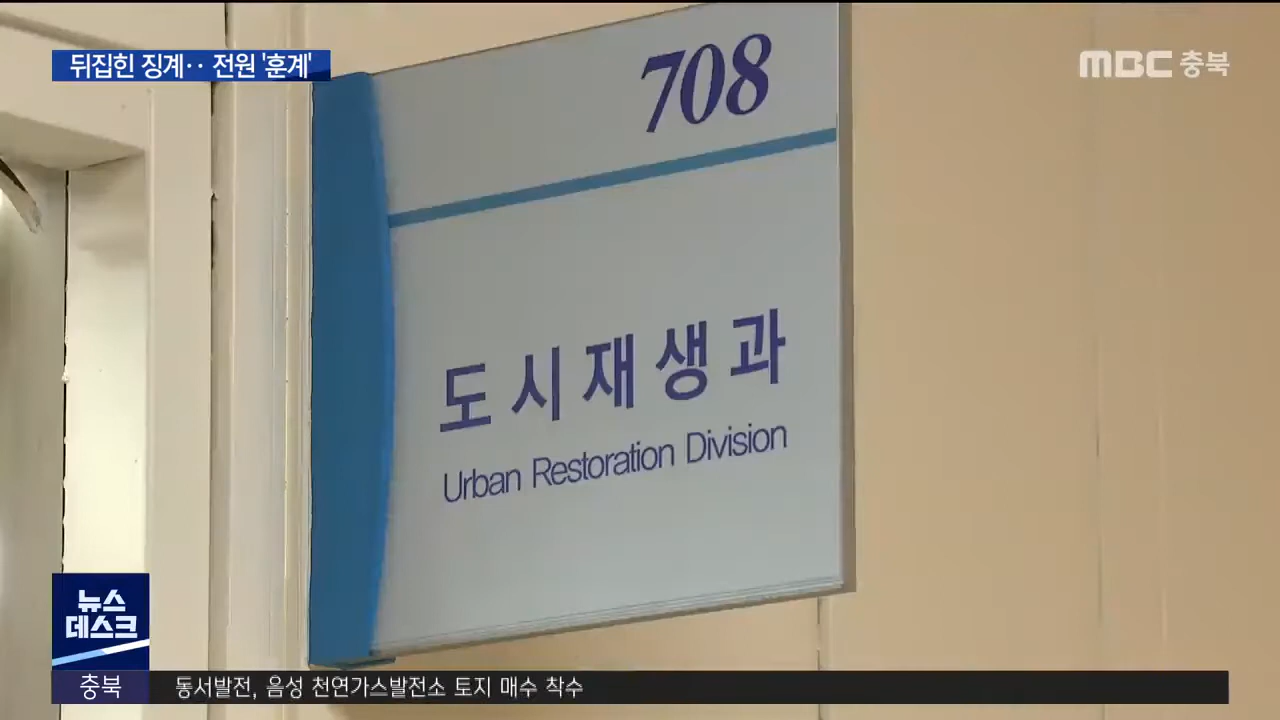 뒤집힌 징계‥ 전원 '훈계'
MBC 충북
708
도시재생과
Urban Restoration Division
뉴스
데스크
충북
동서발전, 음성 천연가스발전소 토지 매수 착수